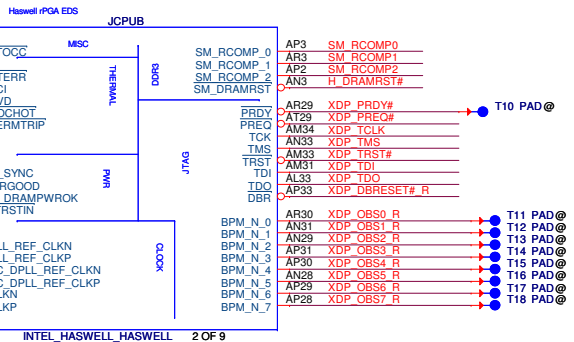 Haswell rPGA EDS
JCPUB
MISC
THERMAL
DDR3
PWR
JTAG
CLOCK
TOCC
TERR
CI
VD
OCHOT
ERMTRIP
_SYNC
RGOOD
_DRAMPWROK
TRSTIN
LL_REF_CLKN
LL_REF_CLKP
C_DPLL_REF_CLKN
C_DPLL_REF_CLKP
LKN
LKP
SM_RCOMP_0 AP3 SM_RCOMP0
SM_RCOMP_1 AR3 SM_RCOMP1
SM_RCOMP_2 AP2 SM_RCOMP2
SM_DRAMRST AN3 H_DRAMRST#
PRDY AR29 XDP_PRDY# T10 PAD@
PREQ AT29 XDP_PREQ#
TCK AM34 XDP_TCLK
TMS AN33 XDP_TMS
TRST AM33 XDP_TRST#
TDI AM31 XDP_TDI
TDO AL33 XDP_TDO
DBR AP33 XDP_DBRESET#_R
BPM_N_0 AR30 XDP_OBS0_R T11 PAD@
BPM_N_1 AN31 XDP_OBS1_R T12 PAD@
BPM_N_2 AN29 XDP_OBS2_R T13 PAD@
BPM_N_3 AP31 XDP_OBS3_R T14 PAD@
BPM_N_4 AP30 XDP_OBS4_R T15 PAD@
BPM_N_5 AN28 XDP_OBS5_R T16 PAD@
BPM_N_6 AP29 XDP_OBS6_R T17 PAD@
BPM_N_7 AP28 XDP_OBS7_R T18 PAD@
INTEL_HASWELL_HASWELL 2 OF 9